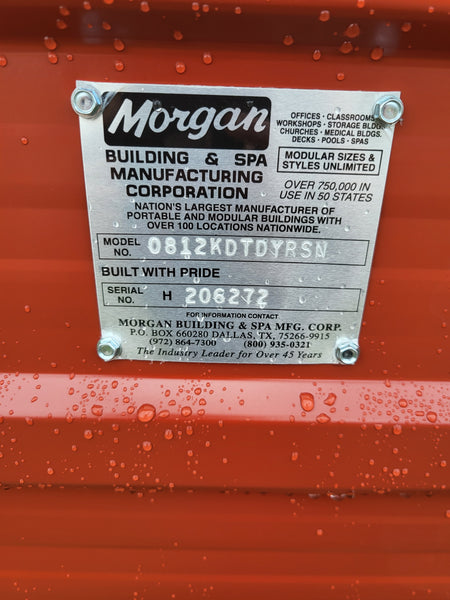 Morgan
BUILDING & SPA
MANUFACTURING
CORPORATION
OFFICES · CLASSROOMS
WORKSHOPS · STORAGE BLDG
CHURCHES · MEDICAL BLDGS.
DECKS · POOLS · SPAS
MODULAR SIZES &
STYLES UNLIMITED
OVER 750,000 IN
USE IN 50 STATES
NATION'S LARGEST MANUFACTURER OF
PORTABLE AND MODULAR BUILDINGS WITH
OVER 100 LOCATIONS NATIONWIDE.
MODEL NO. 0812KDTDYRSN
BUILT WITH PRIDE
SERIAL NO. H 206272
FOR INFORMATION CONTACT
MORGAN BUILDING & SPA MFG. CORP.
P.O. BOX 660280 DALLAS, TX, 75266-9915
(972) 864-7300 (800) 935-0321
The Industry Leader for Over 45 Years